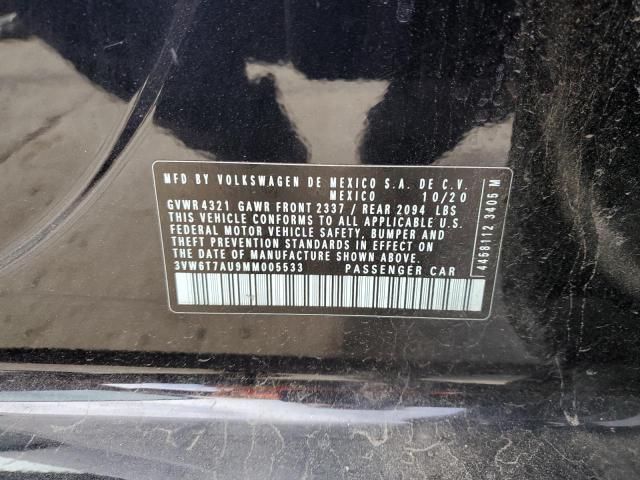 MFD BY VOLKSWAGEN DE MEXICO S.A. DE C.V.
MEXICO 10/20
GVWR 4321 GAWR FRONT 2337 / REAR 2094 LBS
THIS VEHICLE CONFORMS TO ALL APPLICABLE U.S.
FEDERAL MOTOR VEHICLE SAFETY, BUMPER AND
THEFT PREVENTION STANDARDS IN EFFECT ON
THE DATE OF MANUFACTURE SHOWN ABOVE.
3VW6T7AU9MM005533 PASSENGER CAR
4458112 3405 M